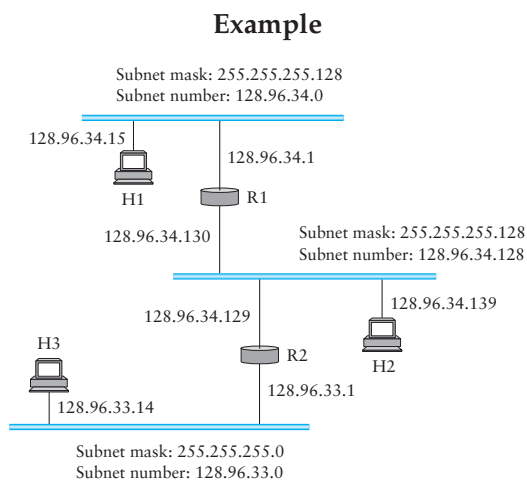 Example
Subnet mask: 255.255.255.128
Subnet number: 128.96.34.0
128.96.34.15
128.96.34.1
H1
R1
128.96.34.130
Subnet mask: 255.255.255.128
Subnet number: 128.96.34.128
128.96.34.139
128.96.34.129
H3
R2
H2
128.96.33.1
128.96.33.14
Subnet mask: 255.255.255.0
Subnet number: 128.96.33.0